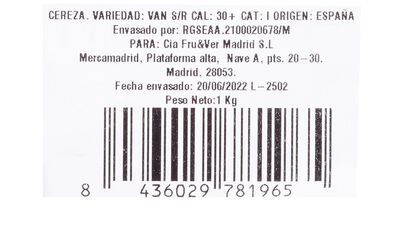 CEREZA. VARIEDAD: VAN S/R CAL: 30+ CAT: I ORIGEN: ESPAÑA
Envasado por: RGSEAA.2100020678/M
PARA: Cia Fru&Ver Madrid S.L
Mercamadrid, Plataforma alta, Nave A, pts. 20-30.
Madrid, 28053.
Fecha envasado: 20/06/2022 L-2502
Peso Neto:1 Kg
8 436029 781965